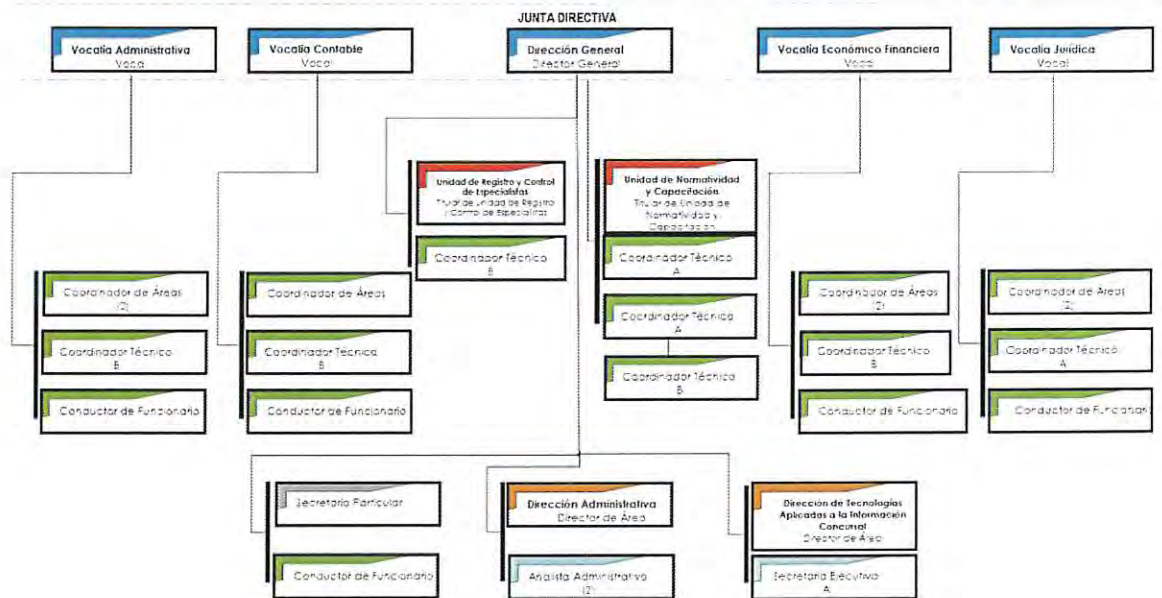 JUNTA DIRECTIVA
Vocalía Administrativa
Vocal
Vocalía Contable
Vocal
Dirección General
Director General
Vocalía Económico Financiera
Vocal
Vocalía Jurídica
Vocal
Unidad de Registro y Control
de Especialistas
Titular de Unidad de Registro
y Control de Especialistas
Coordinador Técnico
B
Unidad de Normatividad
y Capacitación
Titular de Unidad de
Normatividad y
Capacitación
Coordinador Técnico
A
Coordinador Técnico
A
Coordinador Técnico
B
Coordinador de Áreas
(2)
Coordinador Técnico
B
Conductor de Funcionario
Coordinador de Áreas
Coordinador Técnico
B
Conductor de Funcionario
Coordinador de Áreas
(2)
Coordinador Técnico
B
Conductor de Funcionario
Coordinador de Áreas
(2)
Coordinador Técnico
A
Conductor de Funcionari
Secretaria Particular
Conductor de Funcionario
Dirección Administrativa
Director de Área
Analista Administrativo
(2)
Dirección de Tecnologías
Aplicadas a la Información
Concursal
Director de Área
Secretaria Ejecutiva
A